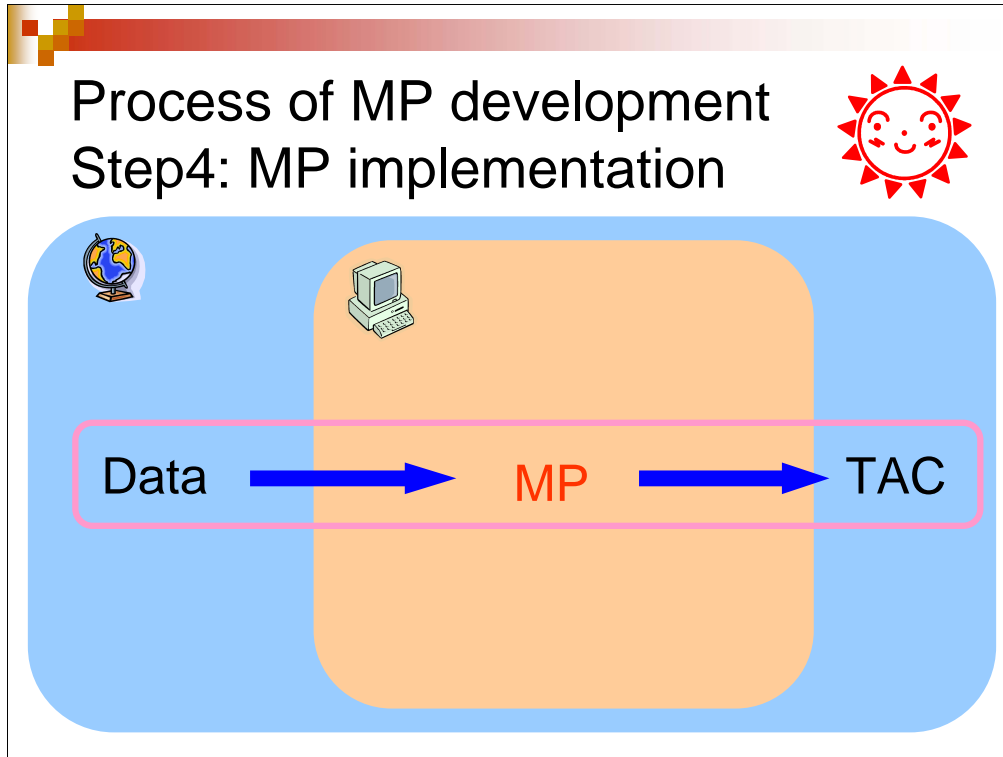 Process of MP development
Step4: MP implementation
Data MP TAC